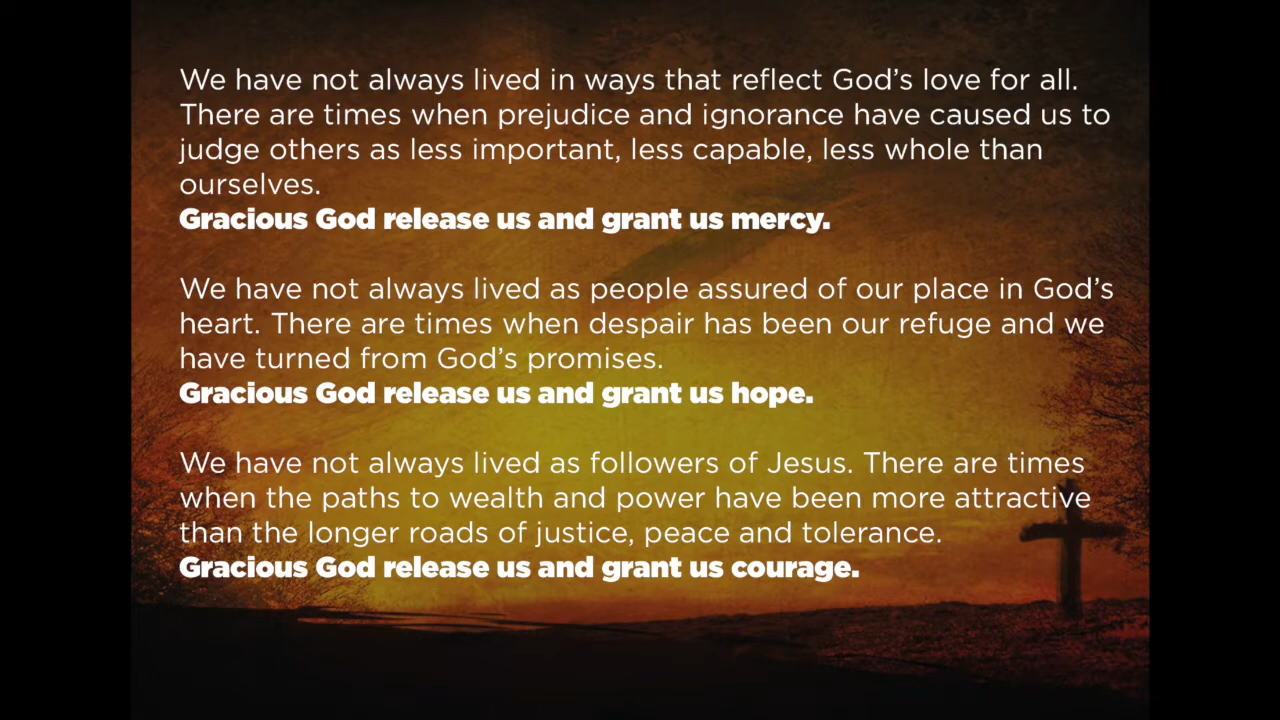 We have not always lived in ways that reflect God’s love for all.
There are times when prejudice and ignorance have caused us to
judge others as less important, less capable, less whole than
ourselves.
Gracious God release us and grant us mercy.
We have not always lived as people assured of our place in God’s
heart. There are times when despair has been our refuge and we
have turned from God’s promises.
Gracious God release us and grant us hope.
We have not always lived as followers of Jesus. There are times
when the paths to wealth and power have been more attractive
than the longer roads of justice, peace and tolerance.
Gracious God release us and grant us courage.